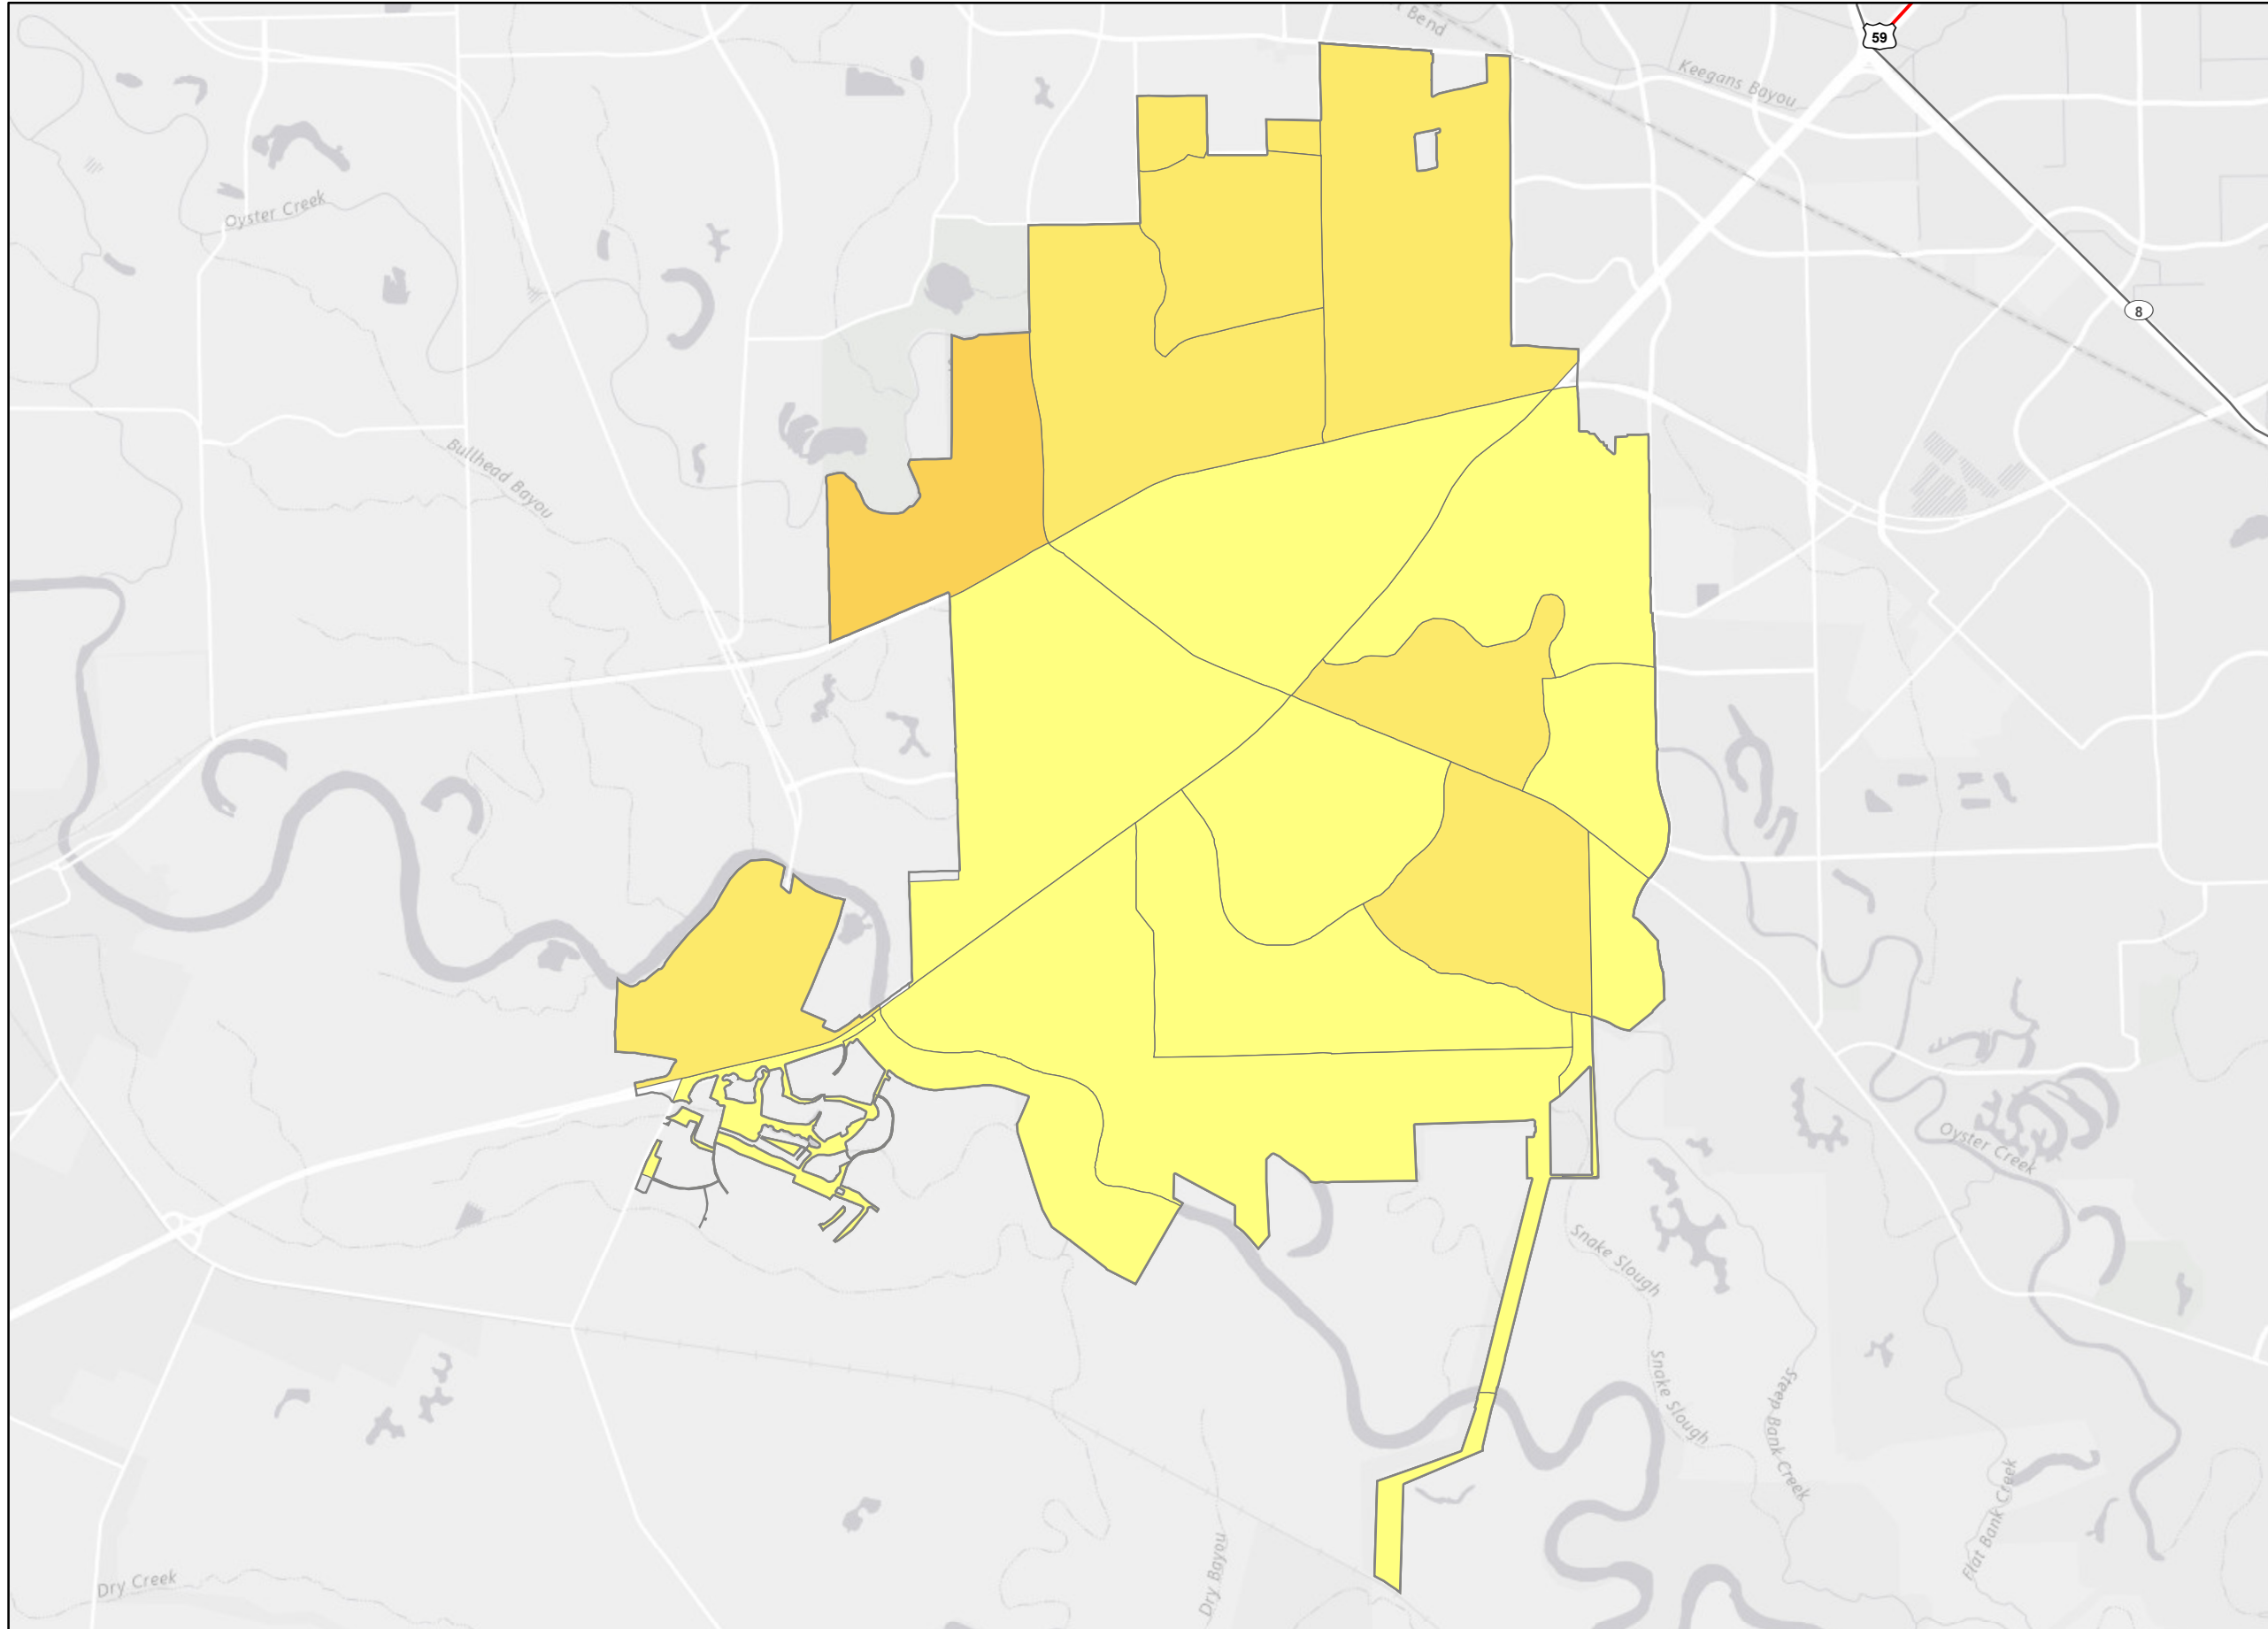 t Bend
59
Keegans Bayou
Oyster Creek
8
Bullhead Bayou
Oyster Creek
Snake Slough
Snake Slough
Steep Bank Creek
Flat Bank Creek
Dry Bayou
Dry Creek